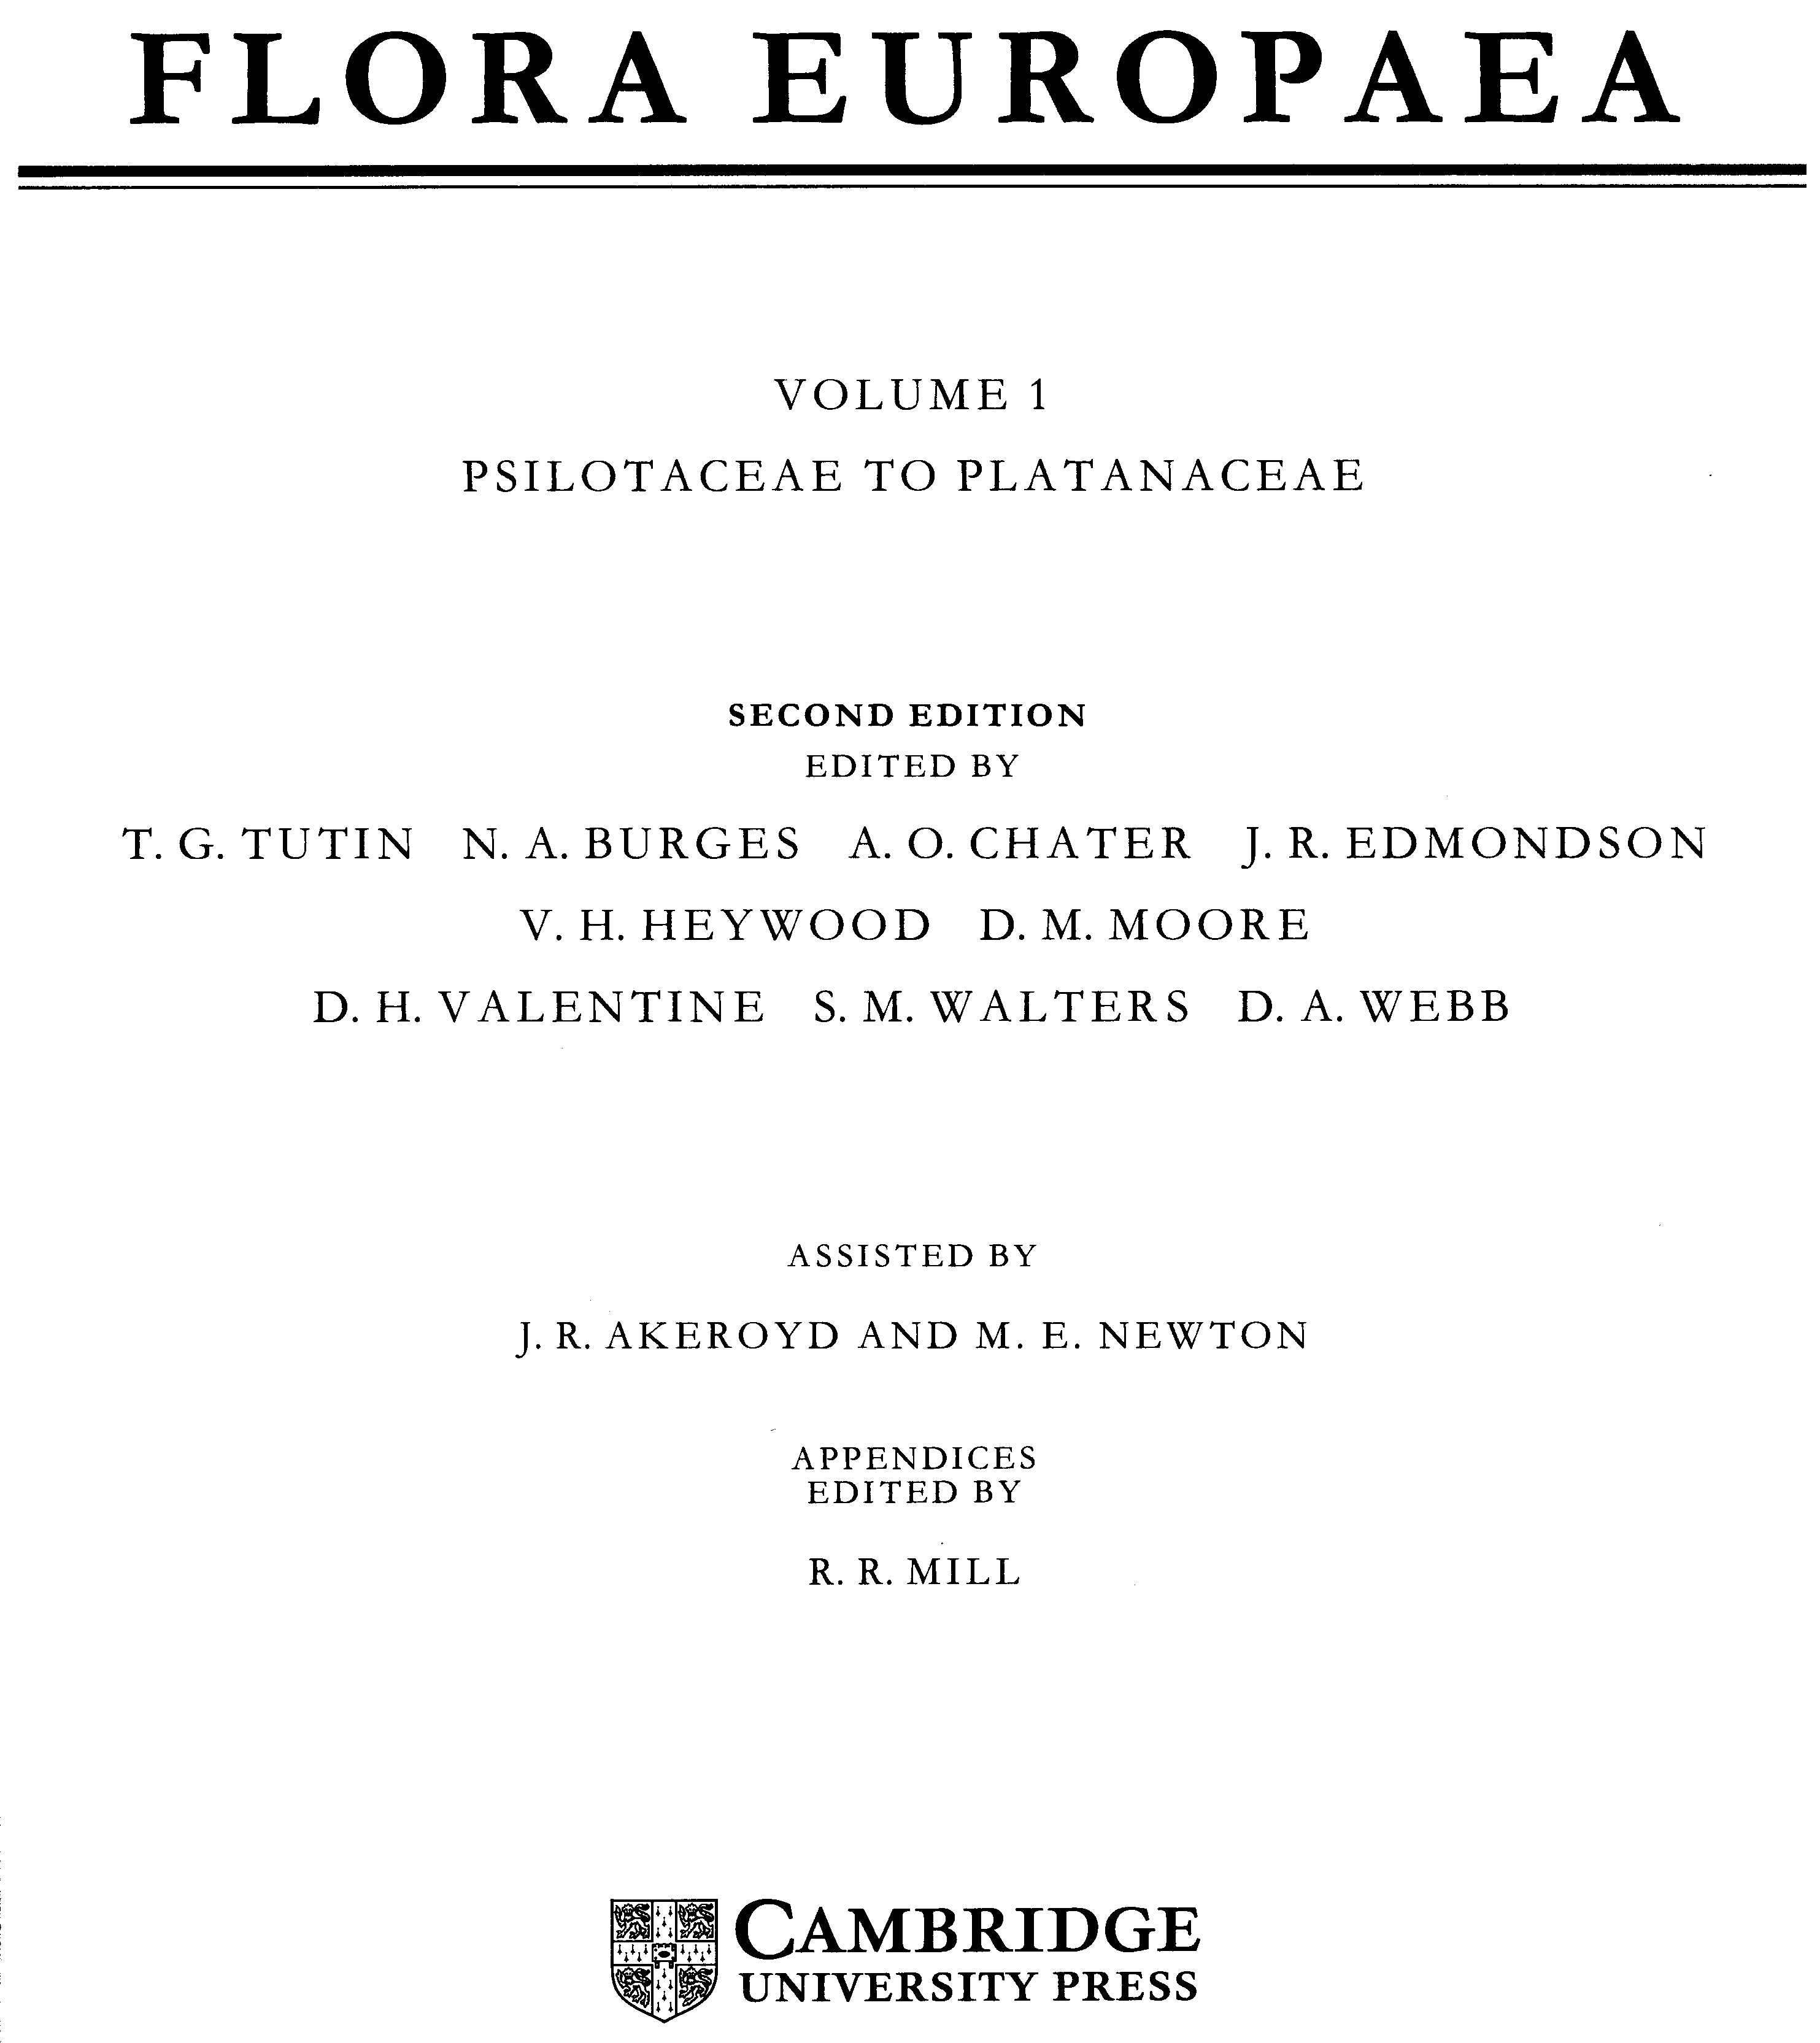 FLORA EUROPAEA
VOLUME 1
PSILOTACEAE TO PLATANACEAE
SECOND EDITION
EDITED BY
T. G. TUTIN N. A. BURGES A. O. CHATER J. R. EDMONDSON
V. H. HEYWOOD D. M. MOORE
D. H. VALENTINE S. M. WALTERS D. A. WEBB
ASSISTED BY
J. R. AKEROYD AND M. E. NEWTON
APPENDICES
EDITED BY
R. R. MILL
CAMBRIDGE
UNIVERSITY PRESS